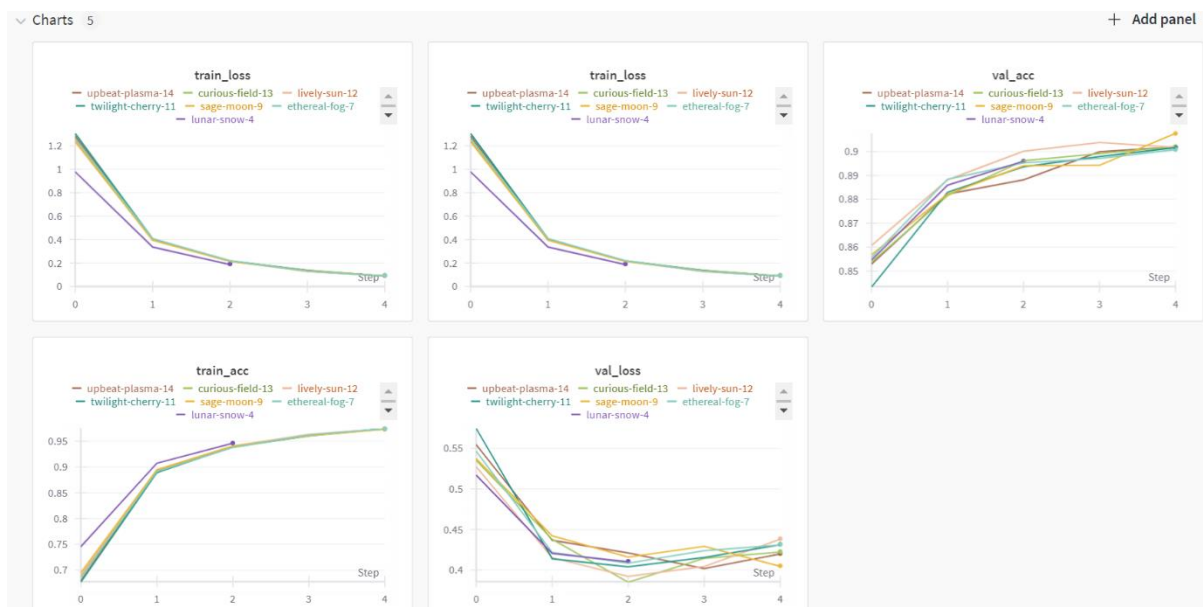 Charts 5
+ Add panel
train_loss
upbeat-plasma-14 curious-field-13 lively-sun-12
twilight-cherry-11 sage-moon-9 ethereal-fog-7
lunar-snow-4
1.2
1
0.8
0.6
0.4
0.2
0
Step
0 1 2 3 4
train_loss
upbeat-plasma-14 curious-field-13 lively-sun-12
twilight-cherry-11 sage-moon-9 ethereal-fog-7
lunar-snow-4
1.2
1
0.8
0.6
0.4
0.2
0
Step
0 1 2 3 4
val_acc
upbeat-plasma-14 curious-field-13 lively-sun-12
twilight-cherry-11 sage-moon-9 ethereal-fog-7
lunar-snow-4
0.9
0.89
0.88
0.87
0.86
0.85
Step
0 1 2 3 4
train_acc
upbeat-plasma-14 curious-field-13 lively-sun-12
twilight-cherry-11 sage-moon-9 ethereal-fog-7
lunar-snow-4
0.95
0.9
0.85
0.8
0.75
0.7
Step
0 1 2 3 4
val_loss
upbeat-plasma-14 curious-field-13 lively-sun-12
twilight-cherry-11 sage-moon-9 ethereal-fog-7
lunar-snow-4
0.55
0.5
0.45
0.4
Step
0 1 2 3 4